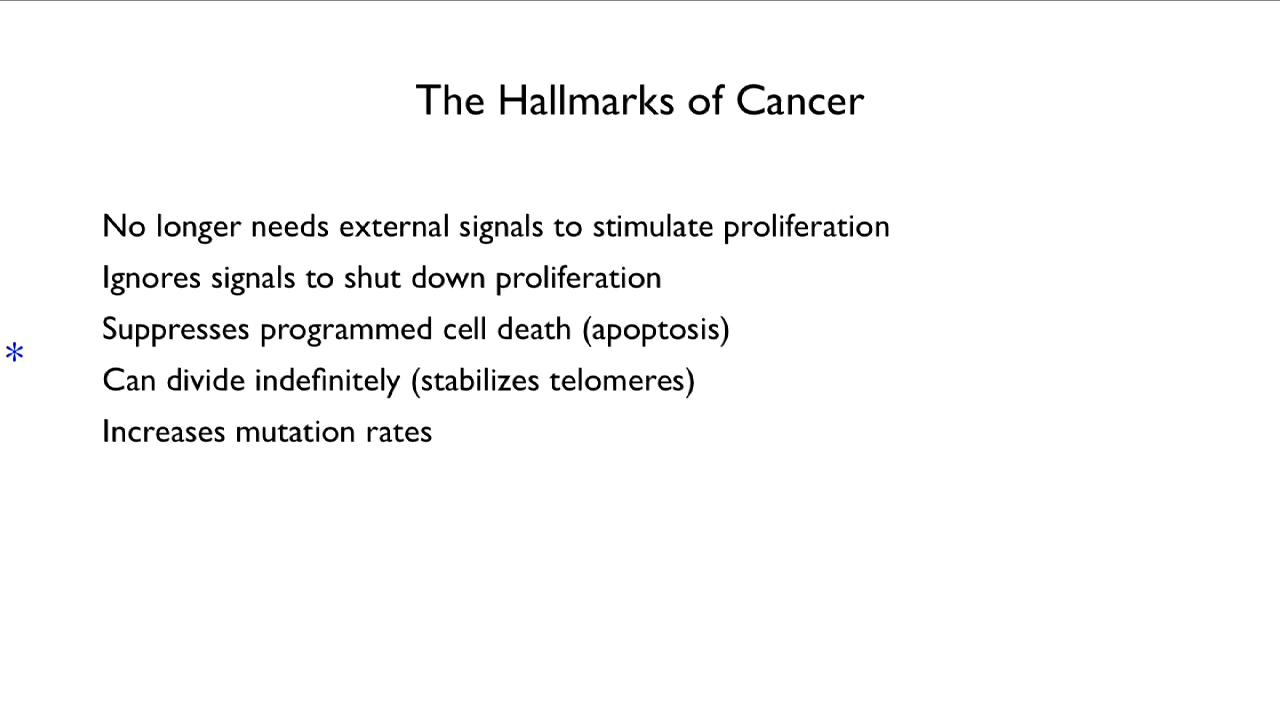 The Hallmarks of Cancer
No longer needs external signals to stimulate proliferation
Ignores signals to shut down proliferation
Suppresses programmed cell death (apoptosis)
*
Can divide indefinitely (stabilizes telomeres)
Increases mutation rates